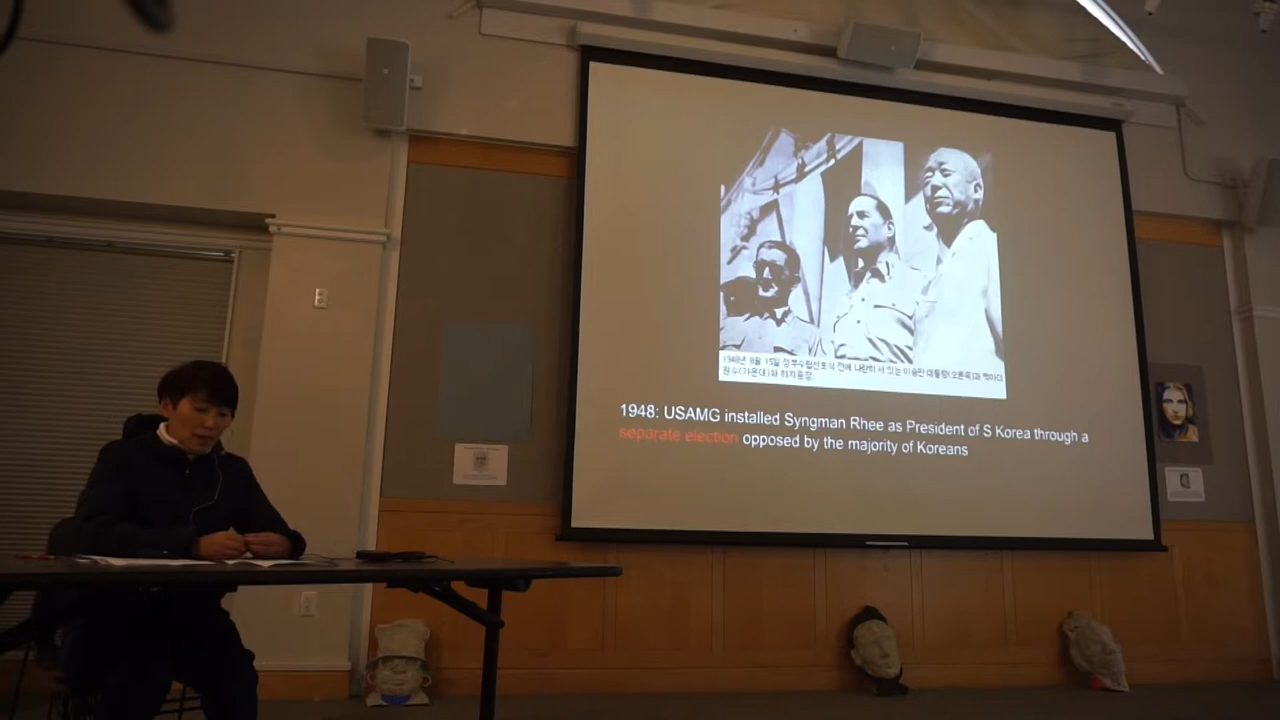 1948년 8월 15일 정부수립선포식 전에 나란히 서 있는 이승만 대통령(오른쪽)과 맥아더
원수(가운데)와 하지중장.
1948: USAMG installed Syngman Rhee as President of S Korea through a
separate election opposed by the majority of Koreans